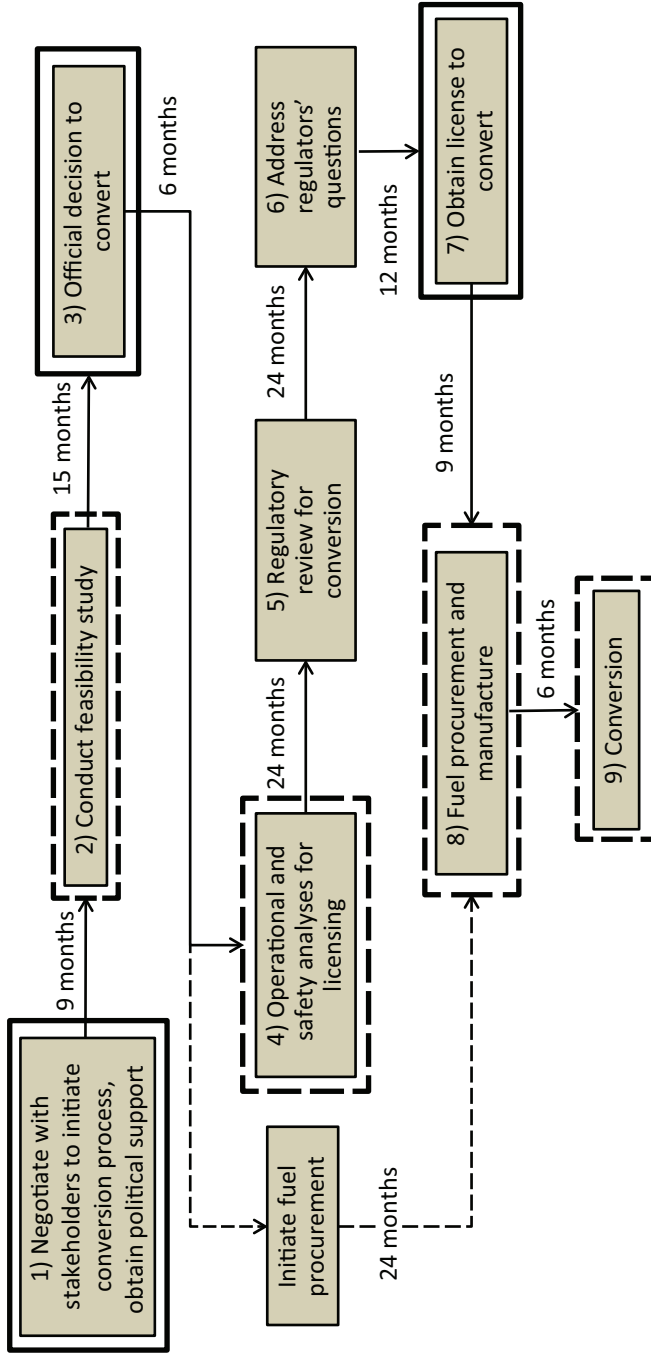 1) Negotiate with
stakeholders to initiate
conversion process,
obtain political support
9 months
2) Conduct feasibility study
15 months
3) Official decision to
convert
6 months
Initiate fuel
procurement
24 months
4) Operational and
safety analyses for
licensing
24 months
5) Regulatory
review for
conversion
24 months
6) Address
regulators’
questions
12 months
7) Obtain license to
convert
9 months
8) Fuel procurement and
manufacture
6 months
9) Conversion